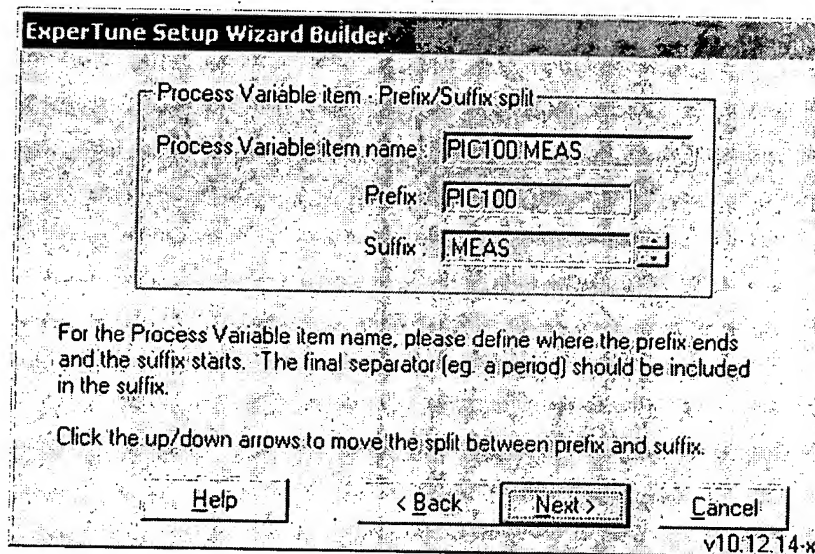 ExperTune Setup Wizard Builder
Process Variable item - Prefix/Suffix split
Process Variable item name : PIC100.MEAS
Prefix : PIC100
Suffix : .MEAS
For the Process Variable item name, please define where the prefix ends
and the suffix starts. The final separator (eg. a period) should be included
in the suffix.
Click the up/down arrows to move the split between prefix and suffix.
Help
< Back
Next >
Cancel
v10.12.14-x